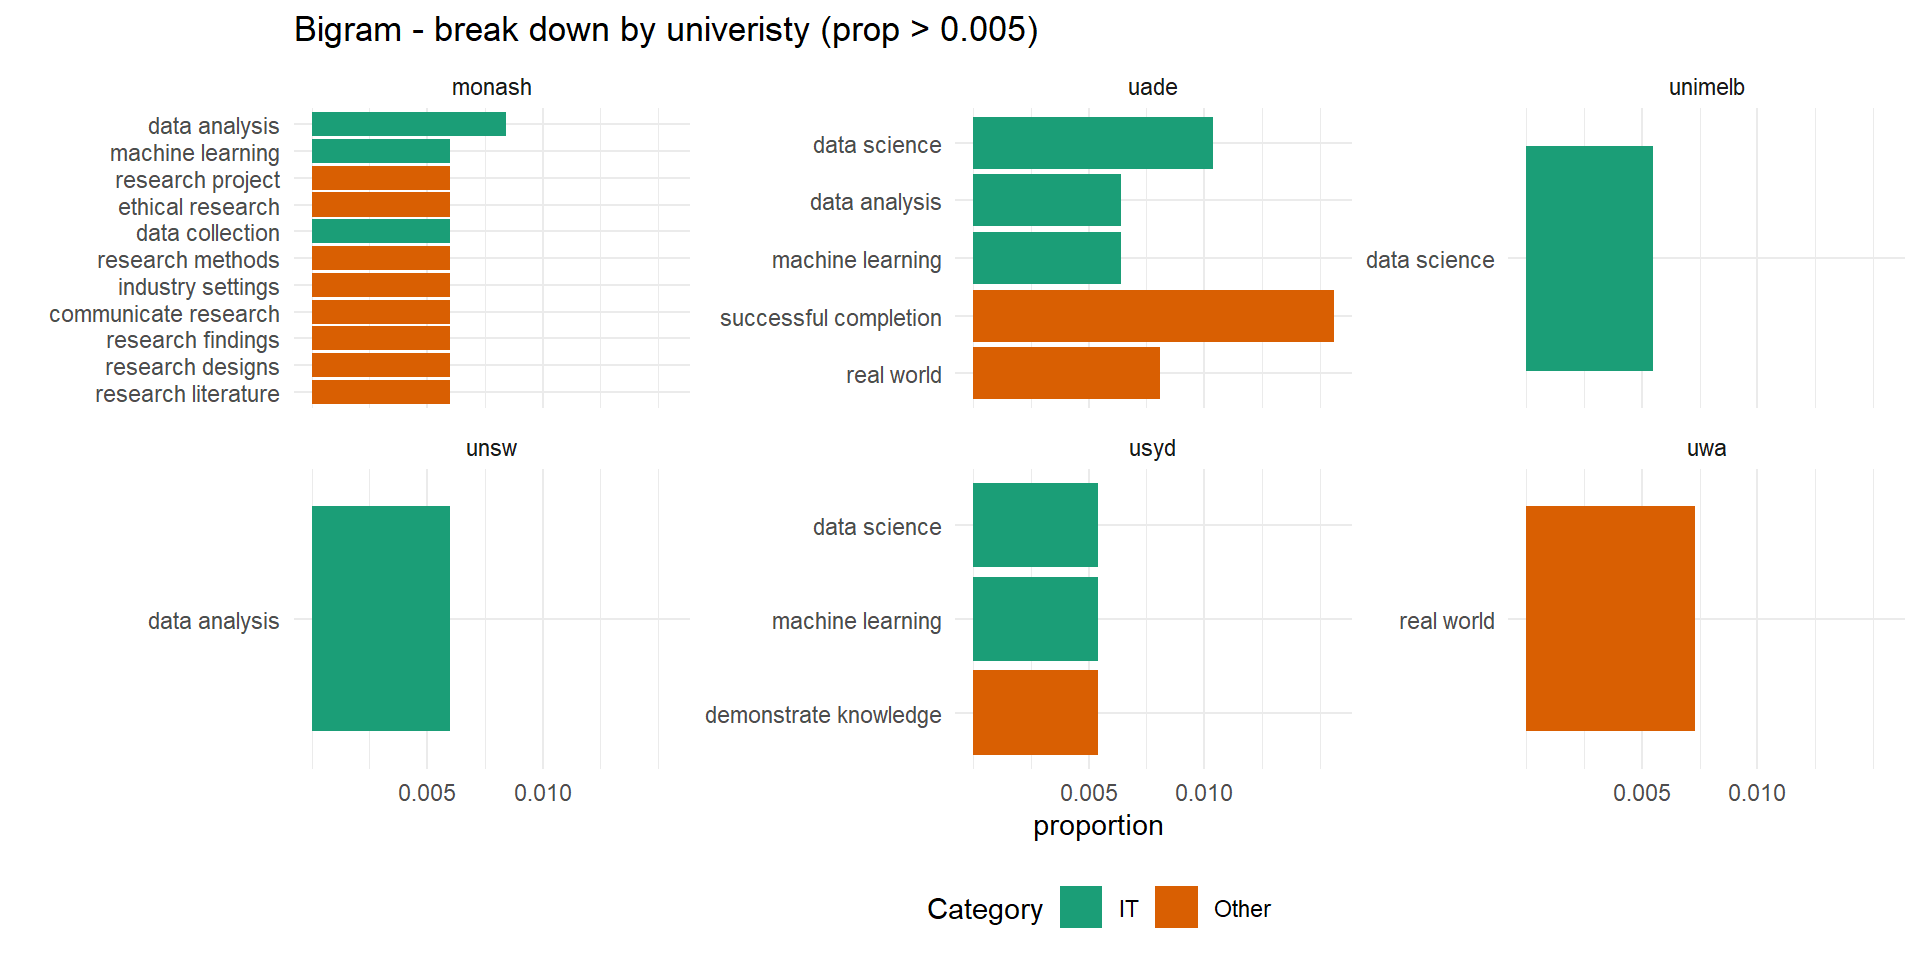 Bigram - break down by univeristy (prop > 0.005)
monash
data analysis
machine learning
research project
ethical research
data collection
research methods
industry settings
communicate research
research findings
research designs
research literature
uade
data science
data analysis
machine learning
successful completion
real world
unimelb
data science
unsw
data analysis
0.005 0.010
usyd
data science
machine learning
demonstrate knowledge
0.005 0.010
uwa
real world
0.005 0.010
proportion
Category IT Other